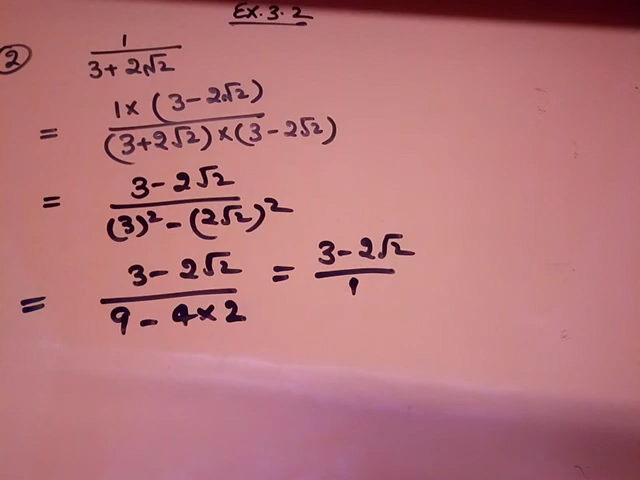 Ex. 3. 2
② 1/(3 + 2√2)
= (1 × (3 - 2√2))/((3 + 2√2) × (3 - 2√2))
= (3 - 2√2)/((3)² - (2√2)²)
= (3 - 2√2)/(9 - 4 × 2) = (3 - 2√2)/1